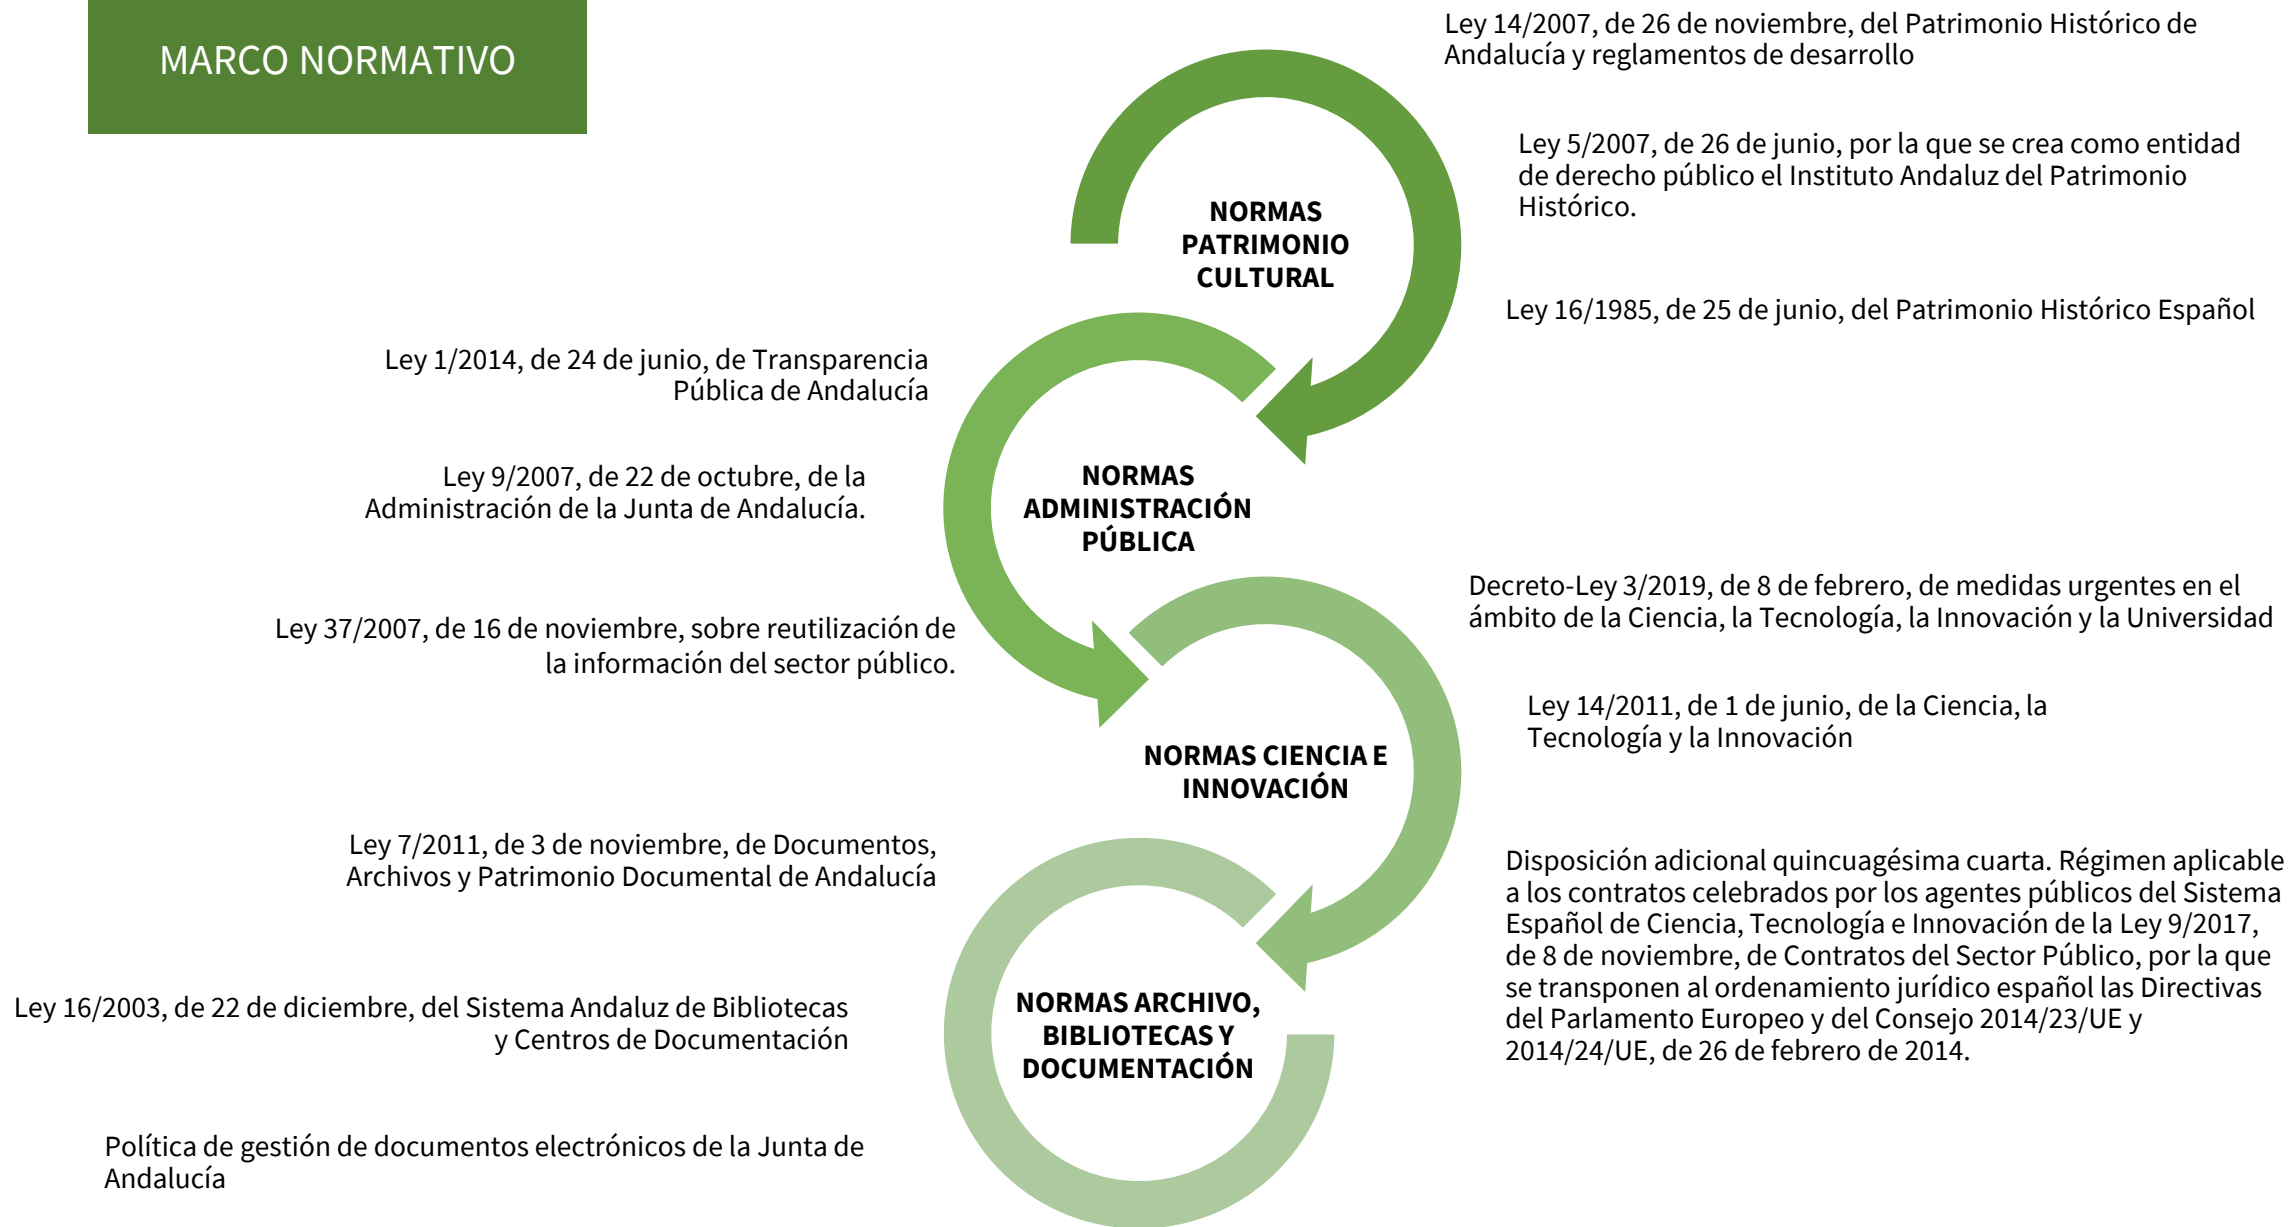 MARCO NORMATIVO
Ley 14/2007, de 26 de noviembre, del Patrimonio Histórico de
Andalucía y reglamentos de desarrollo
Ley 5/2007, de 26 de junio, por la que se crea como entidad
de derecho público el Instituto Andaluz del Patrimonio
Histórico.
NORMAS
PATRIMONIO
CULTURAL
Ley 16/1985, de 25 de junio, del Patrimonio Histórico Español
Ley 1/2014, de 24 de junio, de Transparencia
Pública de Andalucía
Ley 9/2007, de 22 de octubre, de la
Administración de la Junta de Andalucía.
NORMAS
ADMINISTRACIÓN
PÚBLICA
Ley 37/2007, de 16 de noviembre, sobre reutilización de
la información del sector público.
Decreto-Ley 3/2019, de 8 de febrero, de medidas urgentes en el
ámbito de la Ciencia, la Tecnología, la Innovación y la Universidad
Ley 14/2011, de 1 de junio, de la Ciencia, la
Tecnología y la Innovación
NORMAS CIENCIA E
INNOVACIÓN
Disposición adicional quincuagésima cuarta. Régimen aplicable
a los contratos celebrados por los agentes públicos del Sistema
Español de Ciencia, Tecnología e Innovación de la Ley 9/2017,
de 8 de noviembre, de Contratos del Sector Público, por la que
se transponen al ordenamiento jurídico español las Directivas
del Parlamento Europeo y del Consejo 2014/23/UE y
2014/24/UE, de 26 de febrero de 2014.
Ley 7/2011, de 3 de noviembre, de Documentos,
Archivos y Patrimonio Documental de Andalucía
Ley 16/2003, de 22 de diciembre, del Sistema Andaluz de Bibliotecas
y Centros de Documentación
NORMAS ARCHIVO,
BIBLIOTECAS Y
DOCUMENTACIÓN
Política de gestión de documentos electrónicos de la Junta de
Andalucía